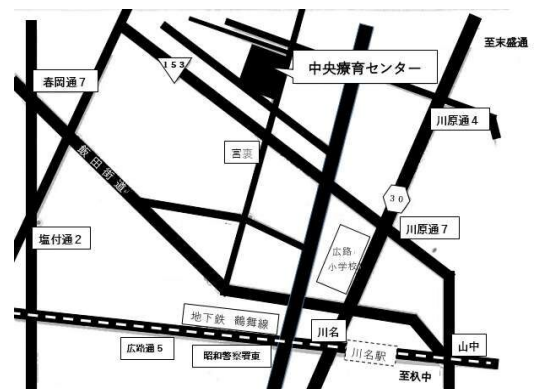 至末盛通
153
中央療育センター
春岡通7
川原通4
宮裏
飯田街道
30
塩付通2
川原通7
広路
小学校
地下鉄 鶴舞線
川名
山中
広路通5
昭和警察署東
川名駅
至杁中